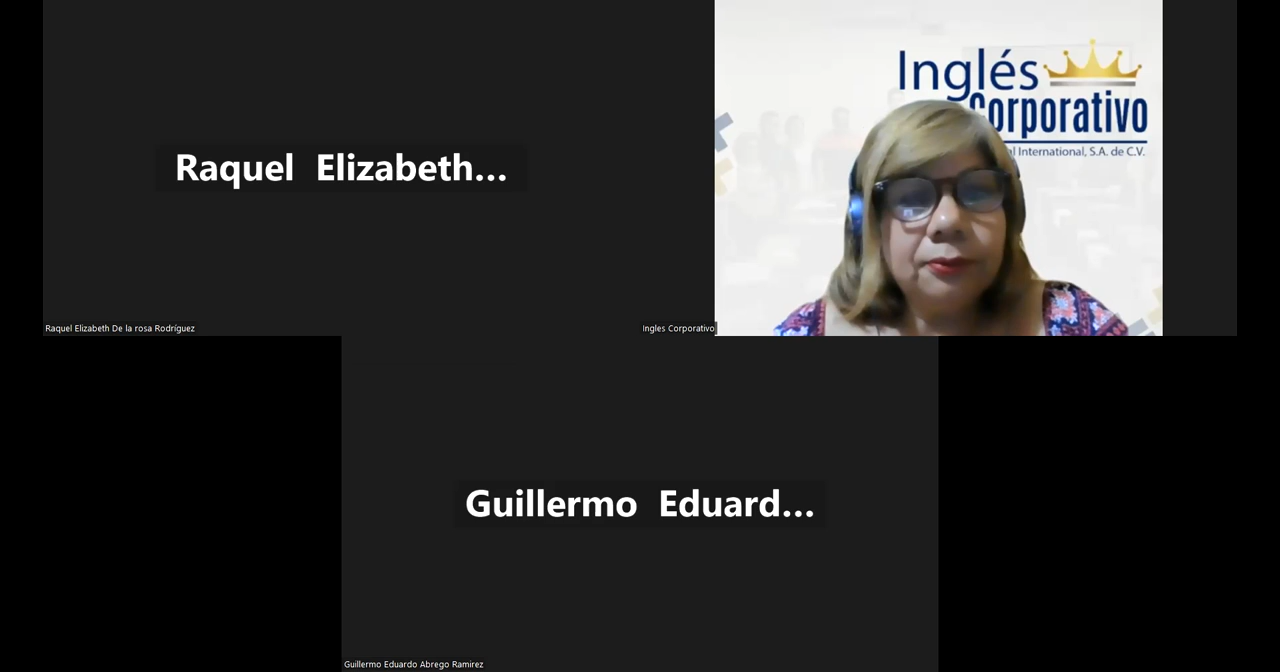 Raquel Elizabeth...
Raquel Elizabeth De la rosa Rodríguez
Inglés
Corporativo
al International, S.A. de C.V.
Ingles Corporativo
Guillermo Eduard...
Guillermo Eduardo Abrego Ramirez